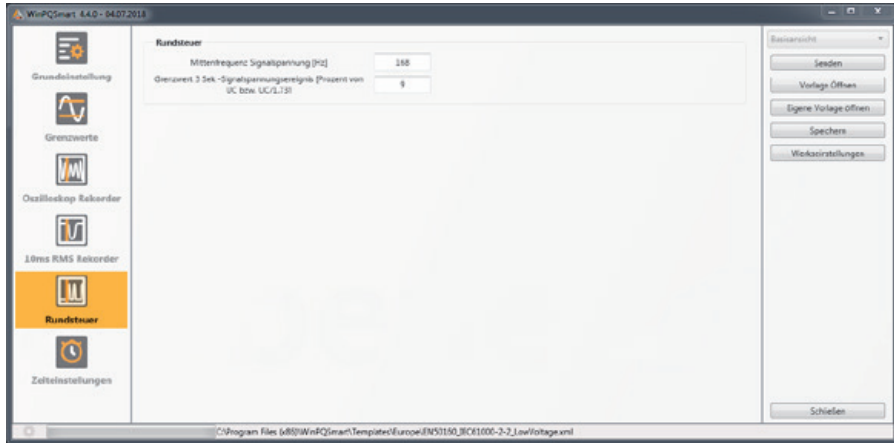 WinPQSmart 4.4.0 - 04.07.2018
Grundeinstellung
Grenzwerte
Oszilloskop Rekorder
10ms RMS Rekorder
Rundsteuer
Zeiteinstellungen
Rundsteuer
Mittenfrequenz Signalspannung [Hz]
168
Grenzwert 3 Sek.-Signalspannungsereignis [Prozent von
UC bzw. UC/1.73]
9
Basisansicht
Senden
Vorlage Öffnen
Eigene Vorlage öffnen
Speichern
Werkseinstellungen
Schließen
C:\Program Files (x86)\WinPQSmart\Templates\Europe\EN50160_IEC61000-2-2_LowVoltage.xml